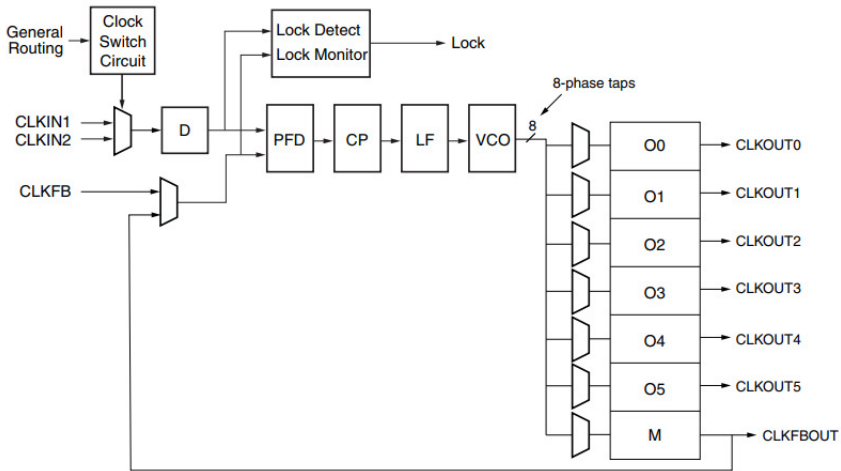 General
Routing
Clock
Switch
Circuit
Lock Detect
Lock Monitor
Lock
8-phase taps
CLKIN1
CLKIN2
D
PFD
CP
LF
VCO
8
CLKFB
O0
CLKOUT0
O1
CLKOUT1
O2
CLKOUT2
O3
CLKOUT3
O4
CLKOUT4
O5
CLKOUT5
M
CLKFBOUT